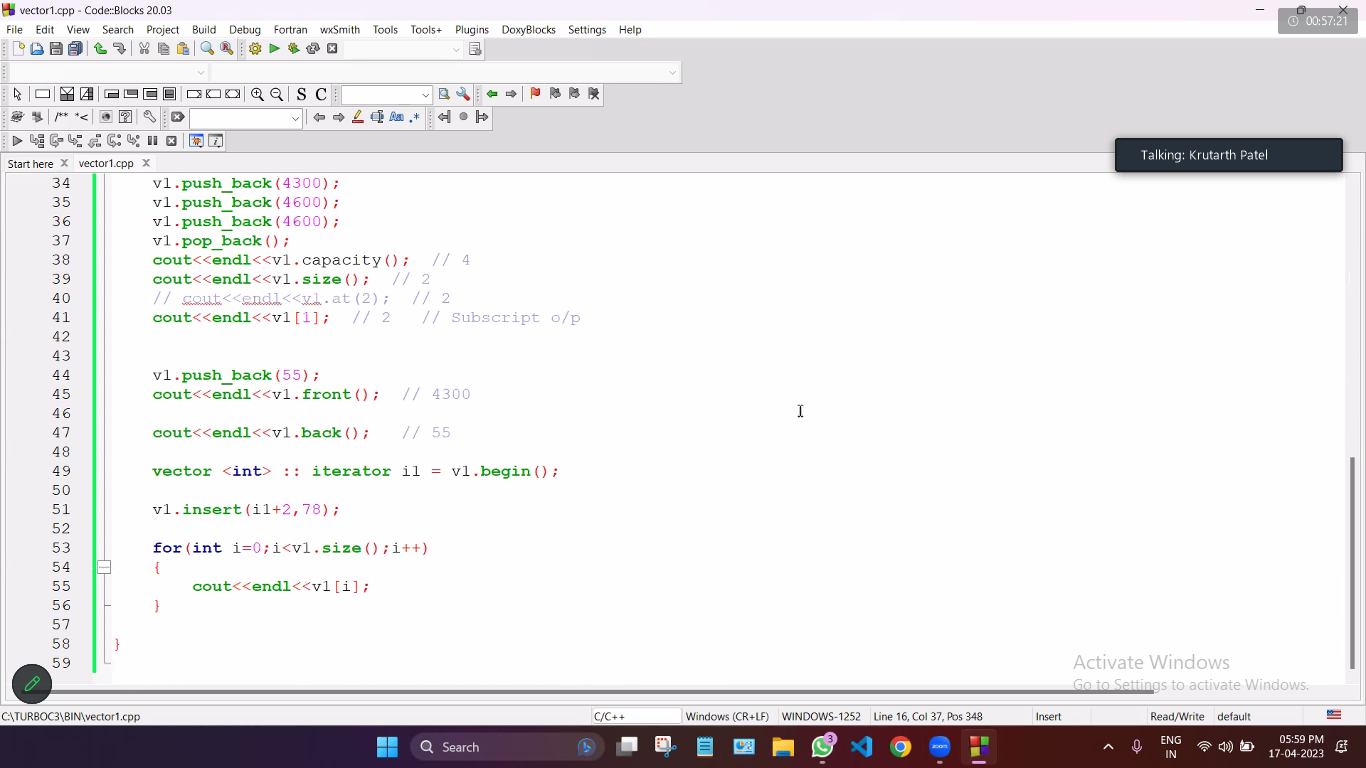 vector1.cpp - Code::Blocks 20.03
00:57:21
File Edit View Search Project Build Debug Fortran wxSmith Tools Tools+ Plugins DoxyBlocks Settings Help
S C
/** *<
Aa .*
Talking: Krutarth Patel
Start here vector1.cpp
34 v1.push_back(4300);
35 v1.push_back(4600);
36 v1.push_back(4600);
37 v1.pop_back();
38 cout<<endl<<v1.capacity(); // 4
39 cout<<endl<<v1.size(); // 2
40 // cout<<endl<<v1.at(2); // 2
41 cout<<endl<<v1[1]; // 2 // Subscript o/p
42
43
44 v1.push_back(55);
45 cout<<endl<<v1.front(); // 4300
46
47 cout<<endl<<v1.back(); // 55
48
49 vector <int> :: iterator i1 = v1.begin();
50
51 v1.insert(i1+2,78);
52
53 for(int i=0;i<v1.size();i++)
54 {
55 cout<<endl<<v1[i];
56 }
57
58 }
59
Activate Windows
Go to Settings to activate Windows.
C:\TURBOC3\BIN\vector1.cpp C/C++ Windows (CR+LF) WINDOWS-1252 Line 16, Col 37, Pos 348 Insert Read/Write default
Search
3
zoom
ENG
IN
05:59 PM
17-04-2023